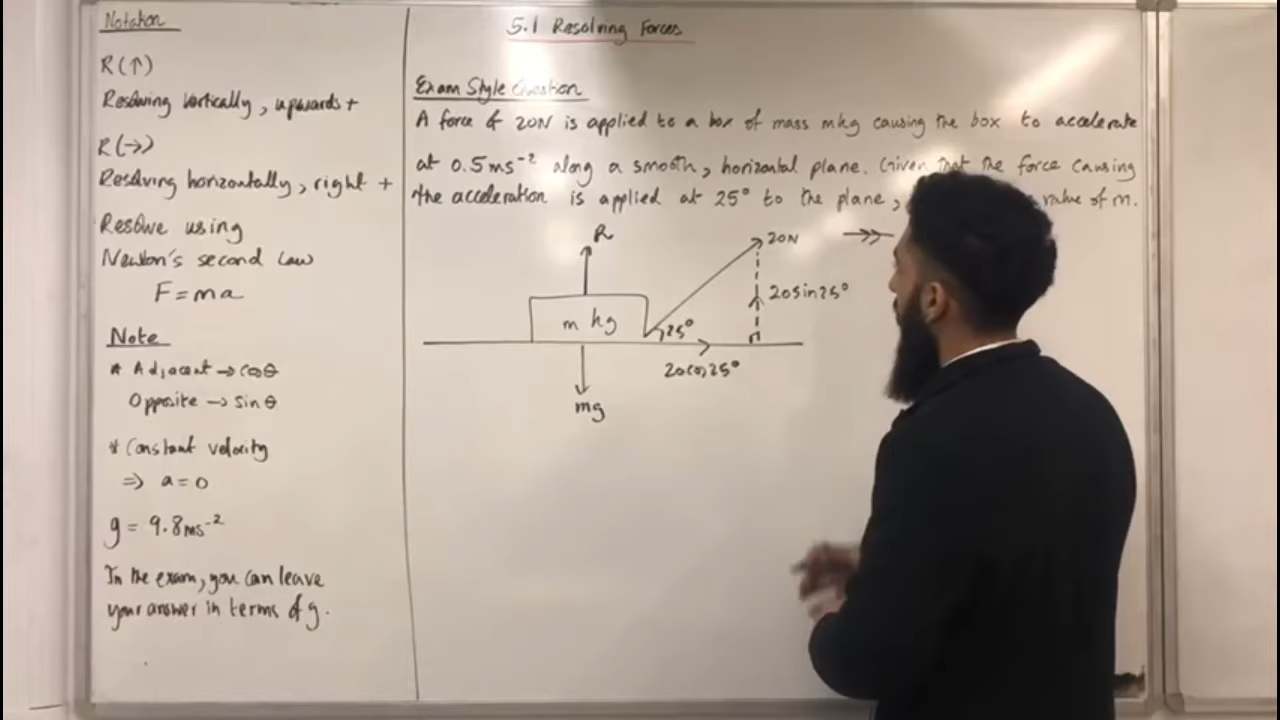 Notation
R(↑)
Resolving vertically, upwards +
R(→)
Resolving horizontally, right +
Resolve using
Newton's second law
F = ma
Note
* Adjacent → cosθ
Opposite → sinθ
* Constant velocity
⇒ a = 0
g = 9.8ms⁻²
In the exam, you can leave
your answer in terms of g.
5.1 Resolving Forces
Exam Style Question
A force of 20N is applied to a box of mass mkg causing the box to accelerate
at 0.5ms⁻² along a smooth, horizontal plane. Given that the force causing
the acceleration is applied at 25° to the plane, value of m.
R
20N
20sin25°
m kg
25°
20cos25°
mg